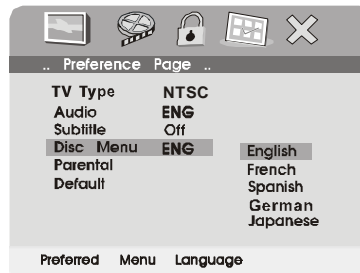 .. Preference Page ..
TV Type NTSC
Audio ENG
Subtitle Off
Disc Menu ENG
Parental
Default
English
French
Spanish
German
Japanese
Preferred Menu Language